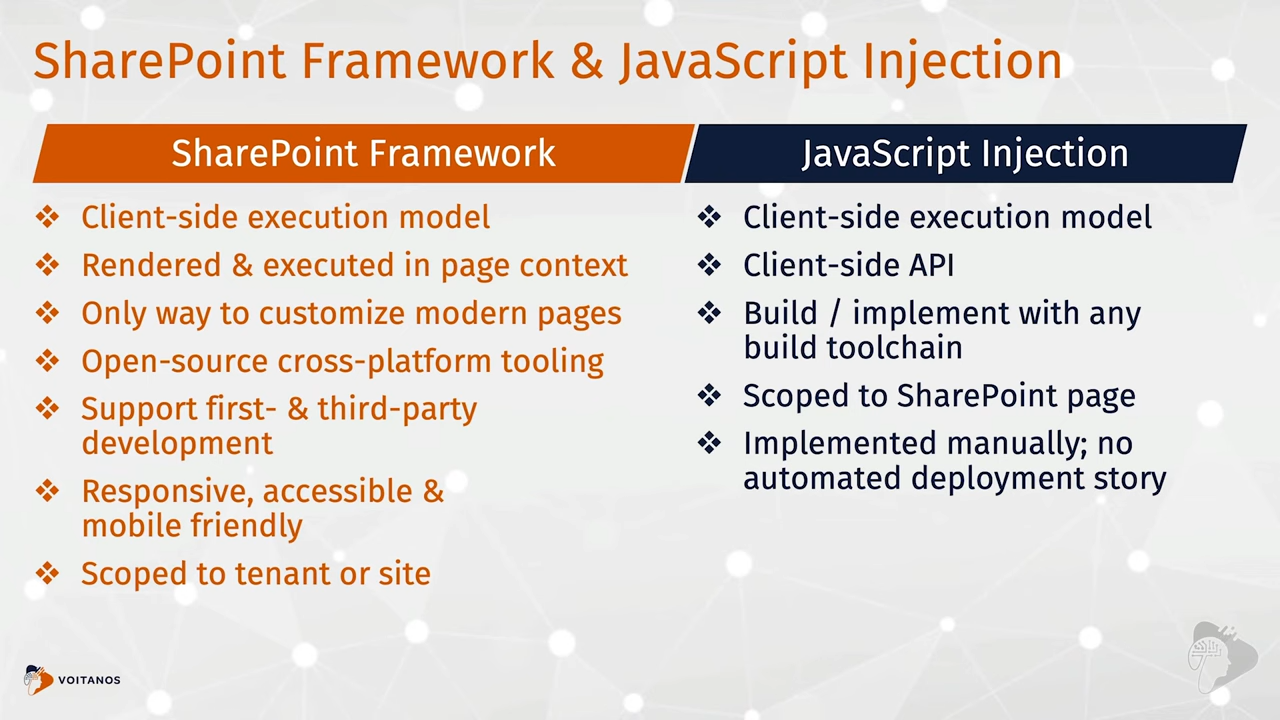 SharePoint Framework & JavaScript Injection
SharePoint Framework
❖ Client-side execution model
❖ Rendered & executed in page context
❖ Only way to customize modern pages
❖ Open-source cross-platform tooling
❖ Support first- & third-party
development
❖ Responsive, accessible &
mobile friendly
❖ Scoped to tenant or site
JavaScript Injection
❖ Client-side execution model
❖ Client-side API
❖ Build / implement with any
build toolchain
❖ Scoped to SharePoint page
❖ Implemented manually; no
automated deployment story
VOITANOS